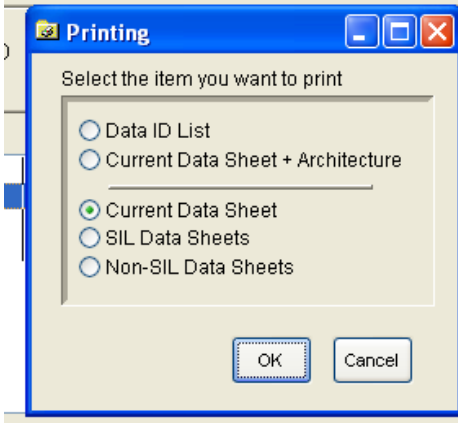 Printing
Select the item you want to print
Data ID List
Current Data Sheet + Architecture
Current Data Sheet
SIL Data Sheets
Non-SIL Data Sheets
OK
Cancel